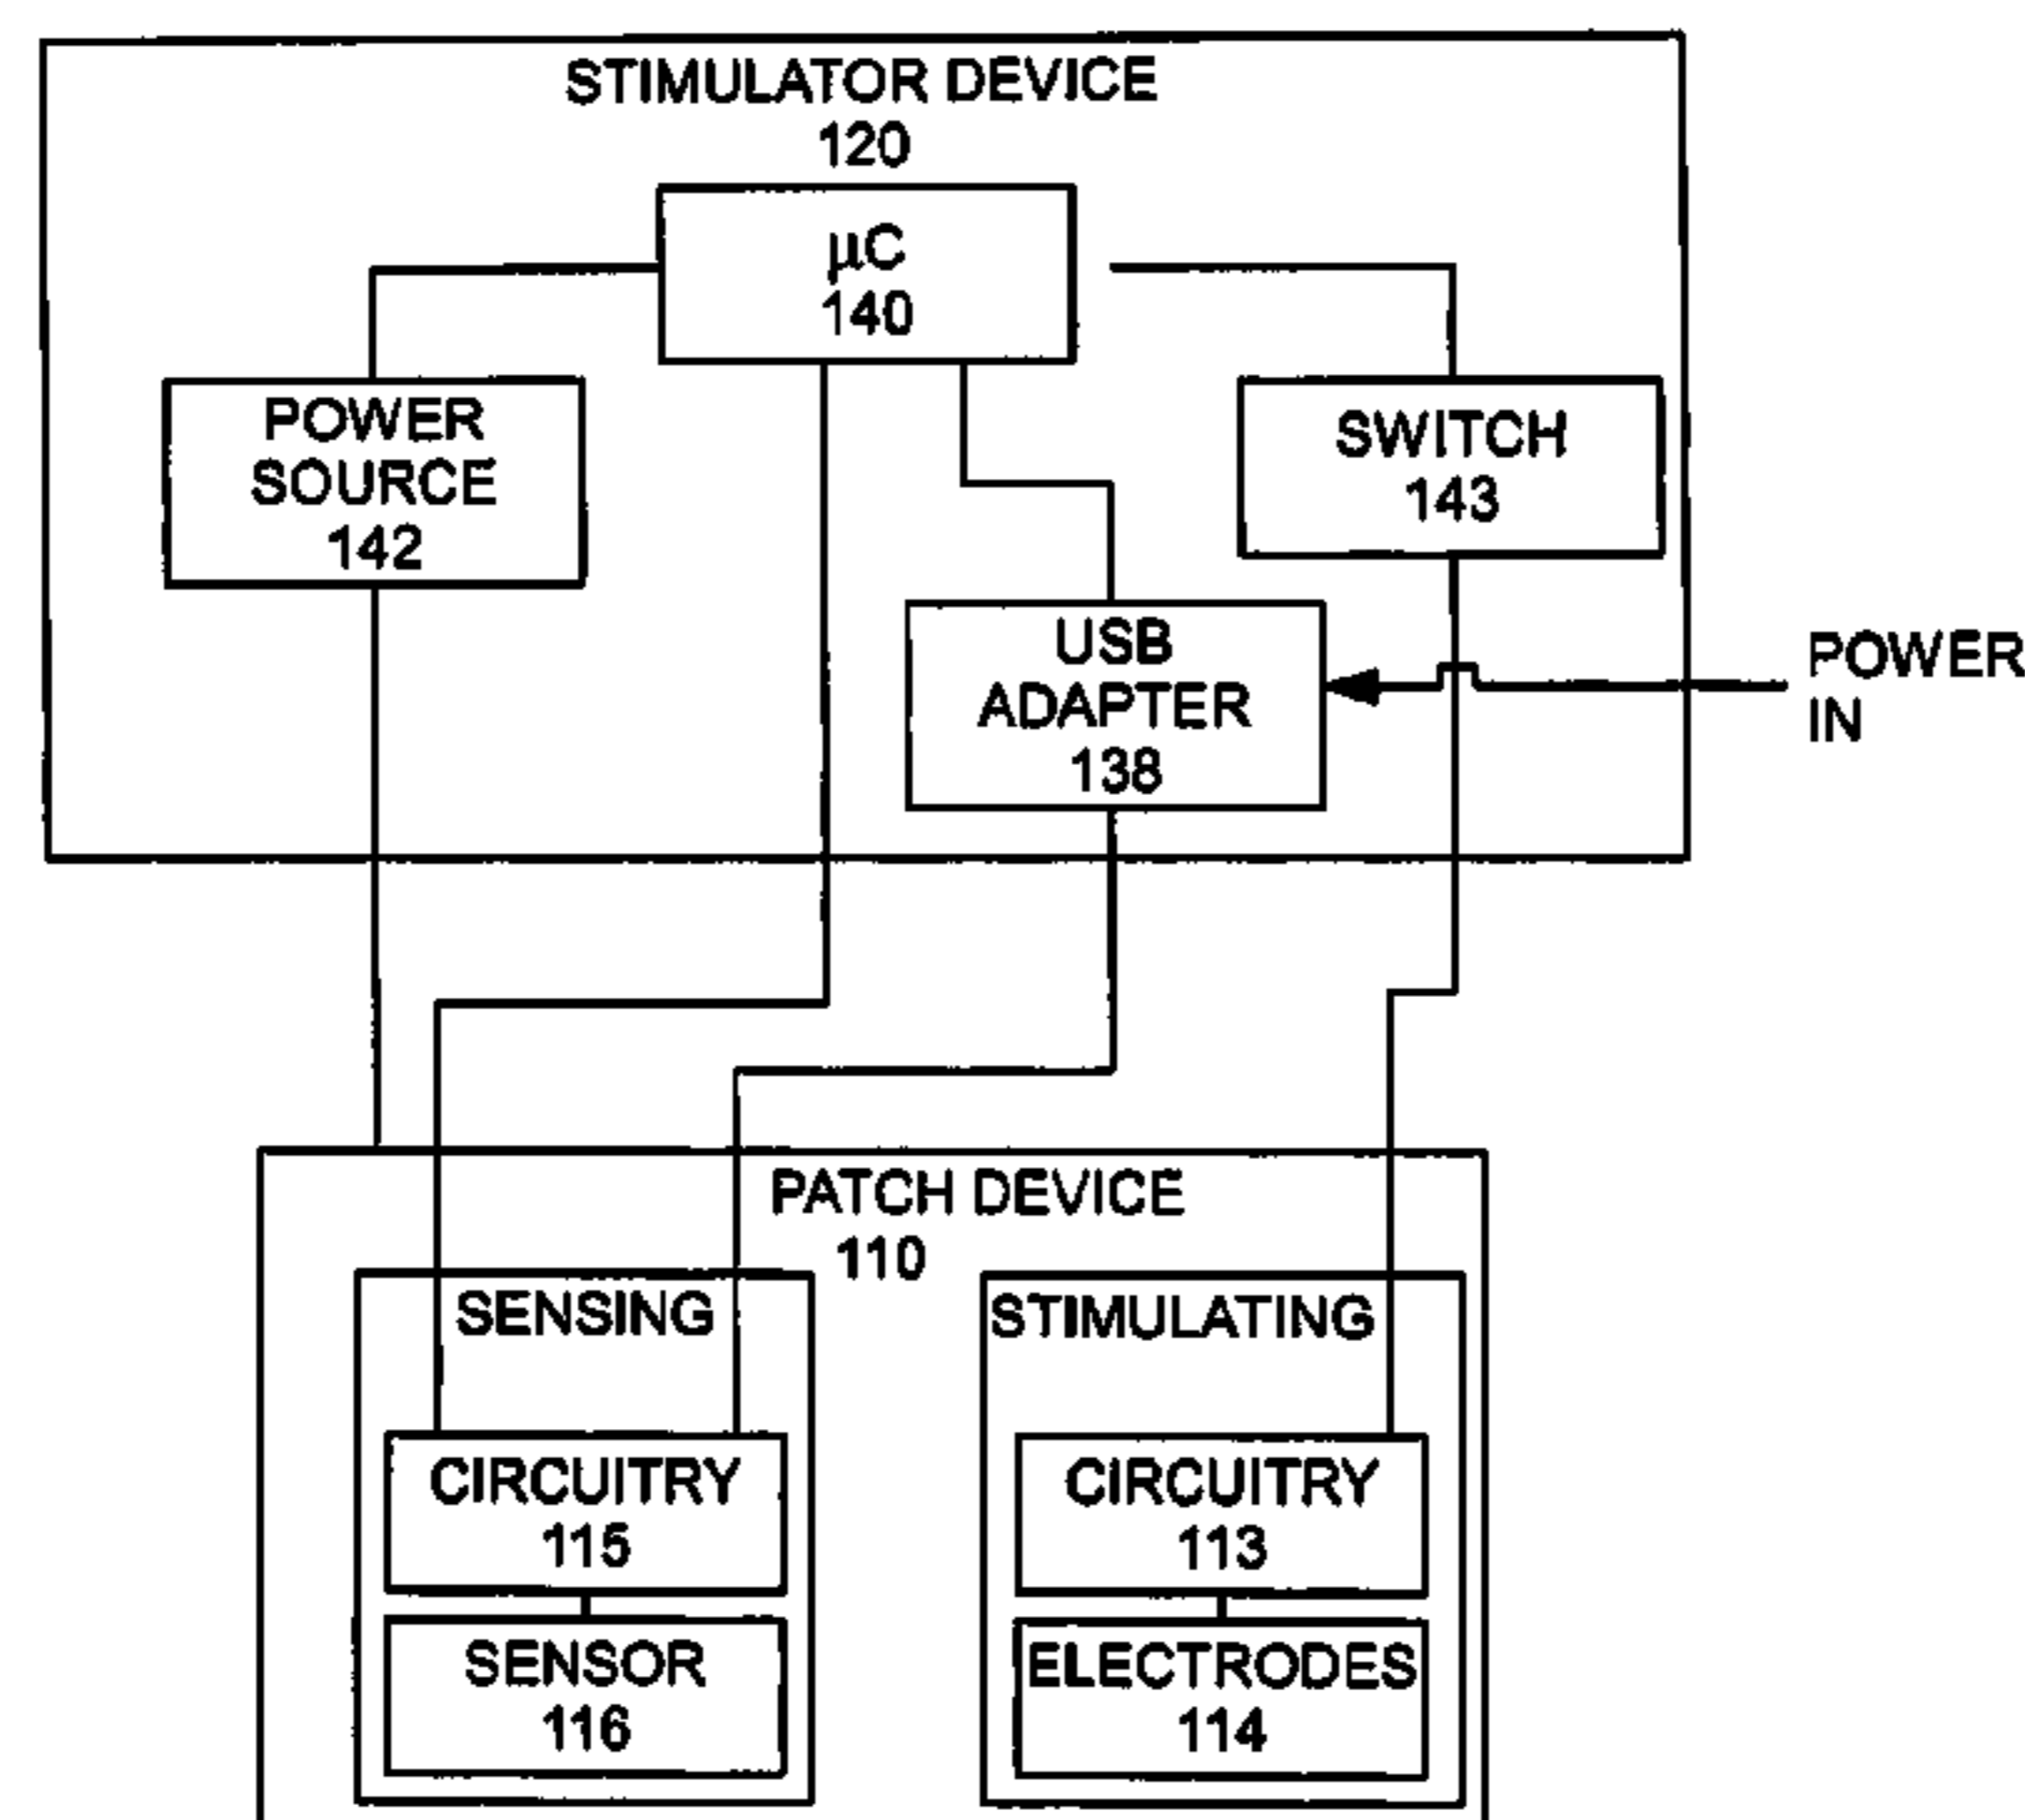 STIMULATOR DEVICE
120
µC
140
POWER
SOURCE
142
SWITCH
143
USB
ADAPTER
138
POWER
IN
PATCH DEVICE
110
SENSING
STIMULATING
CIRCUITRY
115
CIRCUITRY
113
SENSOR
116
ELECTRODES
114